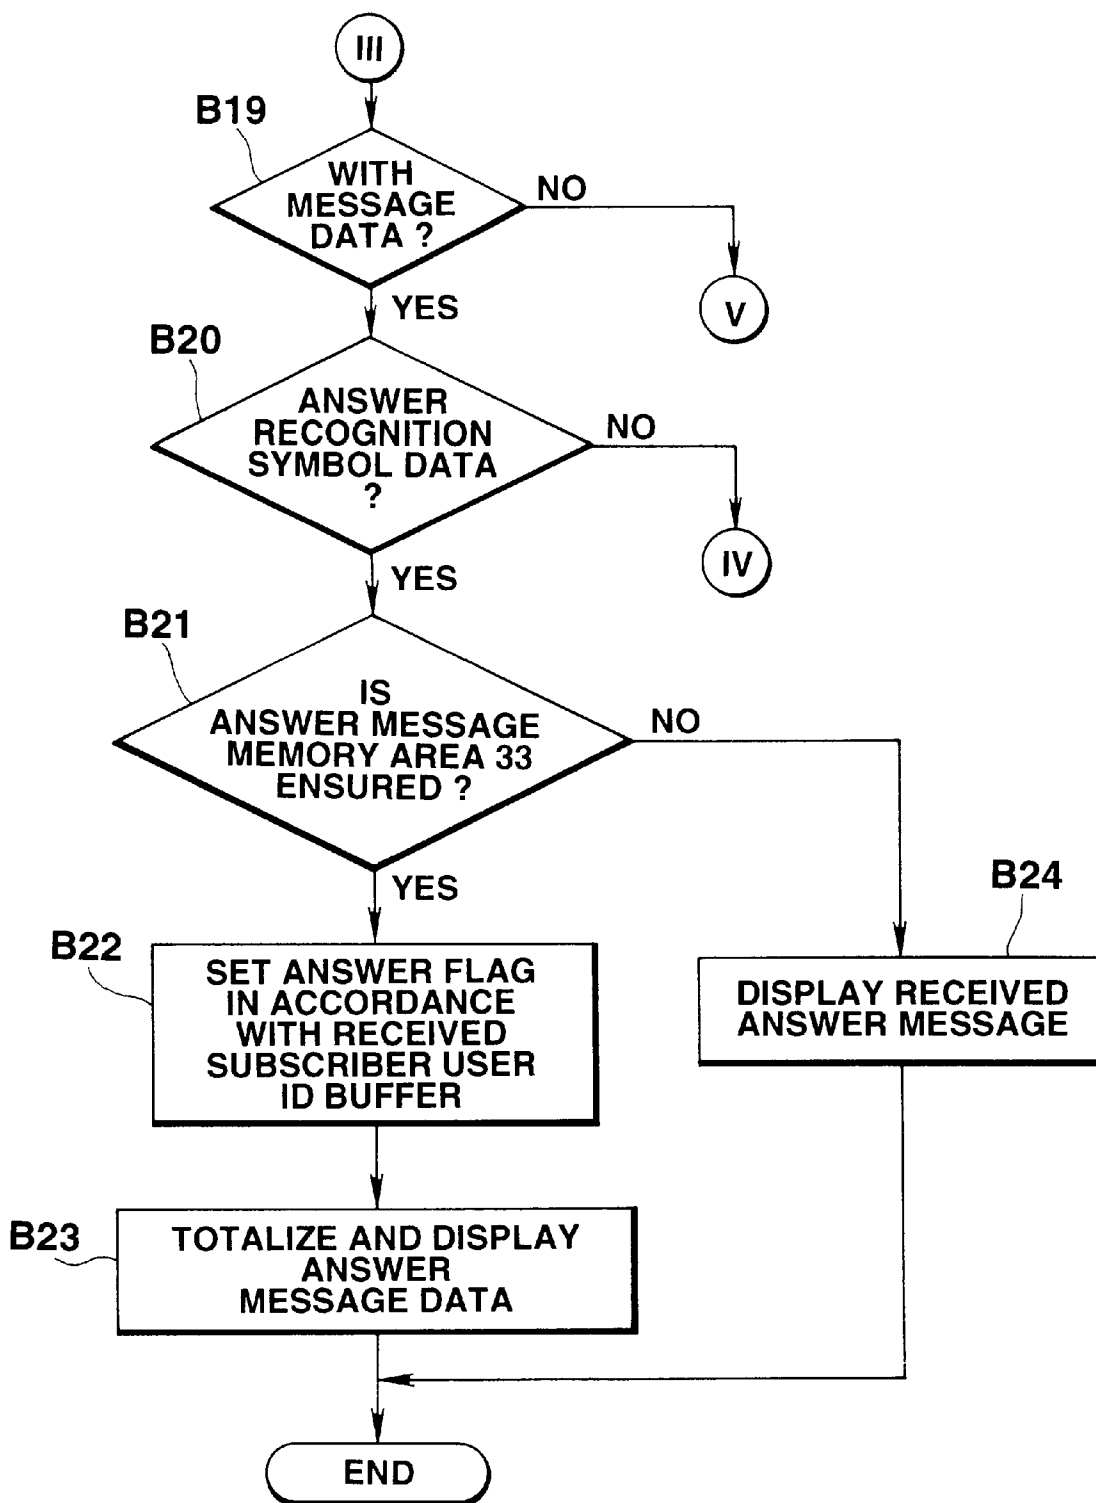 III
B19
WITH
MESSAGE
DATA ?
NO
V
YES
B20
ANSWER
RECOGNITION
SYMBOL DATA
?
NO
IV
YES
B21
IS
ANSWER MESSAGE
MEMORY AREA 33
ENSURED ?
NO
YES
B22
SET ANSWER FLAG
IN ACCORDANCE
WITH RECEIVED
SUBSCRIBER USER
ID BUFFER
B24
DISPLAY RECEIVED
ANSWER MESSAGE
B23
TOTALIZE AND DISPLAY
ANSWER
MESSAGE DATA
END